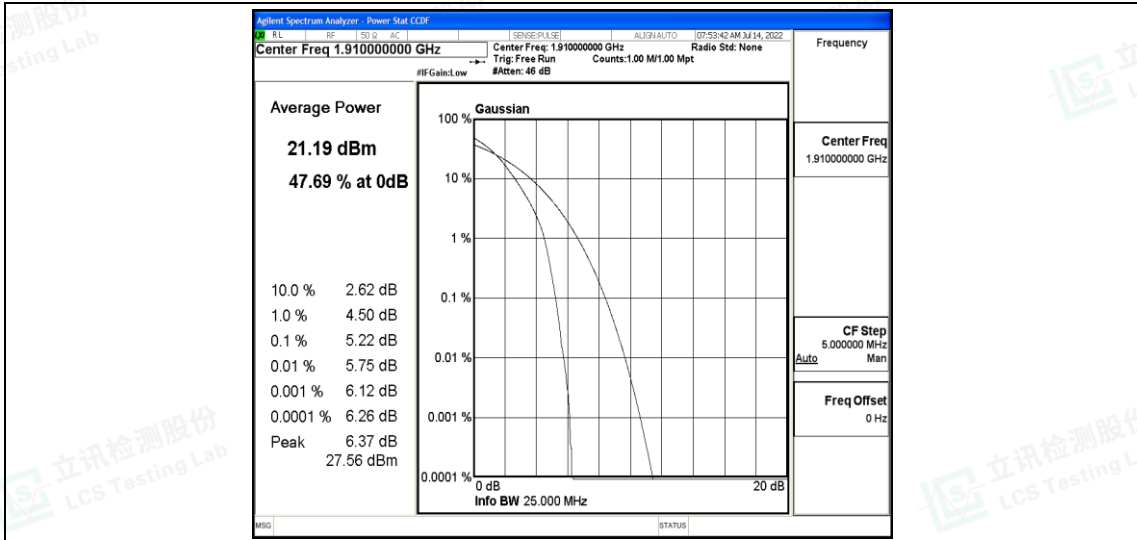 Agilent Spectrum Analyzer - Power Stat CCDF
RL RF 50 Ω AC SENSE:PULSE ALIGNAUTO 07:53:42 AM Jul 14, 2022
Center Freq 1.910000000 GHz
Center Freq: 1.910000000 GHz Radio Std: None
Trig: Free Run Counts:1.00 M/1.00 Mpt
#IFGain:Low #Atten: 46 dB
Frequency
Average Power
21.19 dBm
47.69 % at 0dB
10.0 % 2.62 dB
1.0 % 4.50 dB
0.1 % 5.22 dB
0.01 % 5.75 dB
0.001 % 6.12 dB
0.0001 % 6.26 dB
Peak 6.37 dB
27.56 dBm
Gaussian
100 %
10 %
1 %
0.1 %
0.01 %
0.001 %
0.0001 %
0 dB 20 dB
Info BW 25.000 MHz
Center Freq
1.910000000 GHz
CF Step
5.000000 MHz
Auto Man
Freq Offset
0 Hz
MSG STATUS
立讯检测股份
LCS Testing Lab
立讯检测股份
LCS Testing L